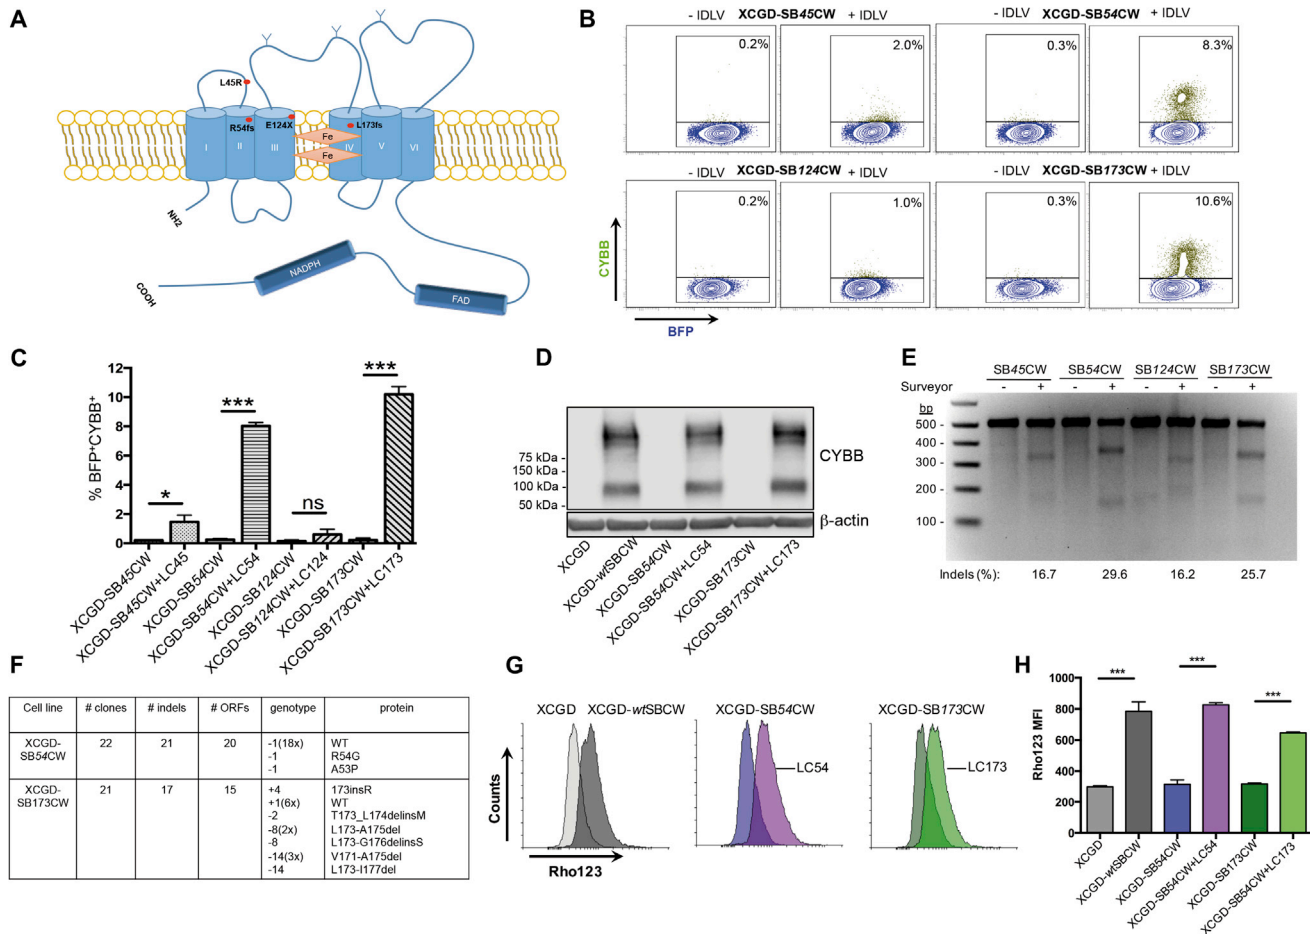 A
L45R
R54fs
E124X
L173fs
Fe
Fe
I
II
III
IV
V
VI
NH2
COOH
NADPH
FAD
B
- IDLV XCGD-SB45CW + IDLV
- IDLV XCGD-SB54CW + IDLV
0.2%
2.0%
0.3%
8.3%
- IDLV XCGD-SB124CW + IDLV
- IDLV XCGD-SB173CW + IDLV
0.2%
1.0%
0.3%
10.6%
CYBB
BFP
C
% BFP+CYBB+
12
10
8
6
4
2
0
*
***
ns
***
XCGD-SB45CW
XCGD-SB45CW+LC45
XCGD-SB54CW
XCGD-SB54CW+LC54
XCGD-SB124CW
XCGD-SB124CW+LC124
XCGD-SB173CW
XCGD-SB173CW+LC173
D
75 kDa -
150 kDa -
100 kDa -
50 kDa -
CYBB
β-actin
XCGD
XCGD-wtSBCW
XCGD-SB54CW
XCGD-SB54CW+LC54
XCGD-SB173CW
XCGD-SB173CW+LC173
E
SB45CW SB54CW SB124CW SB173CW
Surveyor - + - + - + - +
bp
500 -
400 -
300 -
200 -
100 -
Indels (%): 16.7 29.6 16.2 25.7
F
Cell line # clones # indels # ORFs genotype protein
XCGD-SB54CW 22 21 20
-1(18x) WT
-1 R54G
-1 A53P
XCGD-SB173CW 21 17 15
+4 173insR
+1(6x) WT
-2 T173_L174delinsM
-8(2x) L173-A175del
-8 L173-G176delinsS
-14(3x) V171-A175del
-14 L173-I177del
G
XCGD XCGD-wtSBCW
XCGD-SB54CW
XCGD-SB173CW
LC54
LC173
Counts
Rho123
H
Rho123 MFI
1000
800
600
400
200
0
***
***
***
XCGD
XCGD-wtSBCW
XCGD-SB54CW
XCGD-SB54CW+LC54
XCGD-SB173CW
XCGD-SB54CW+LC173